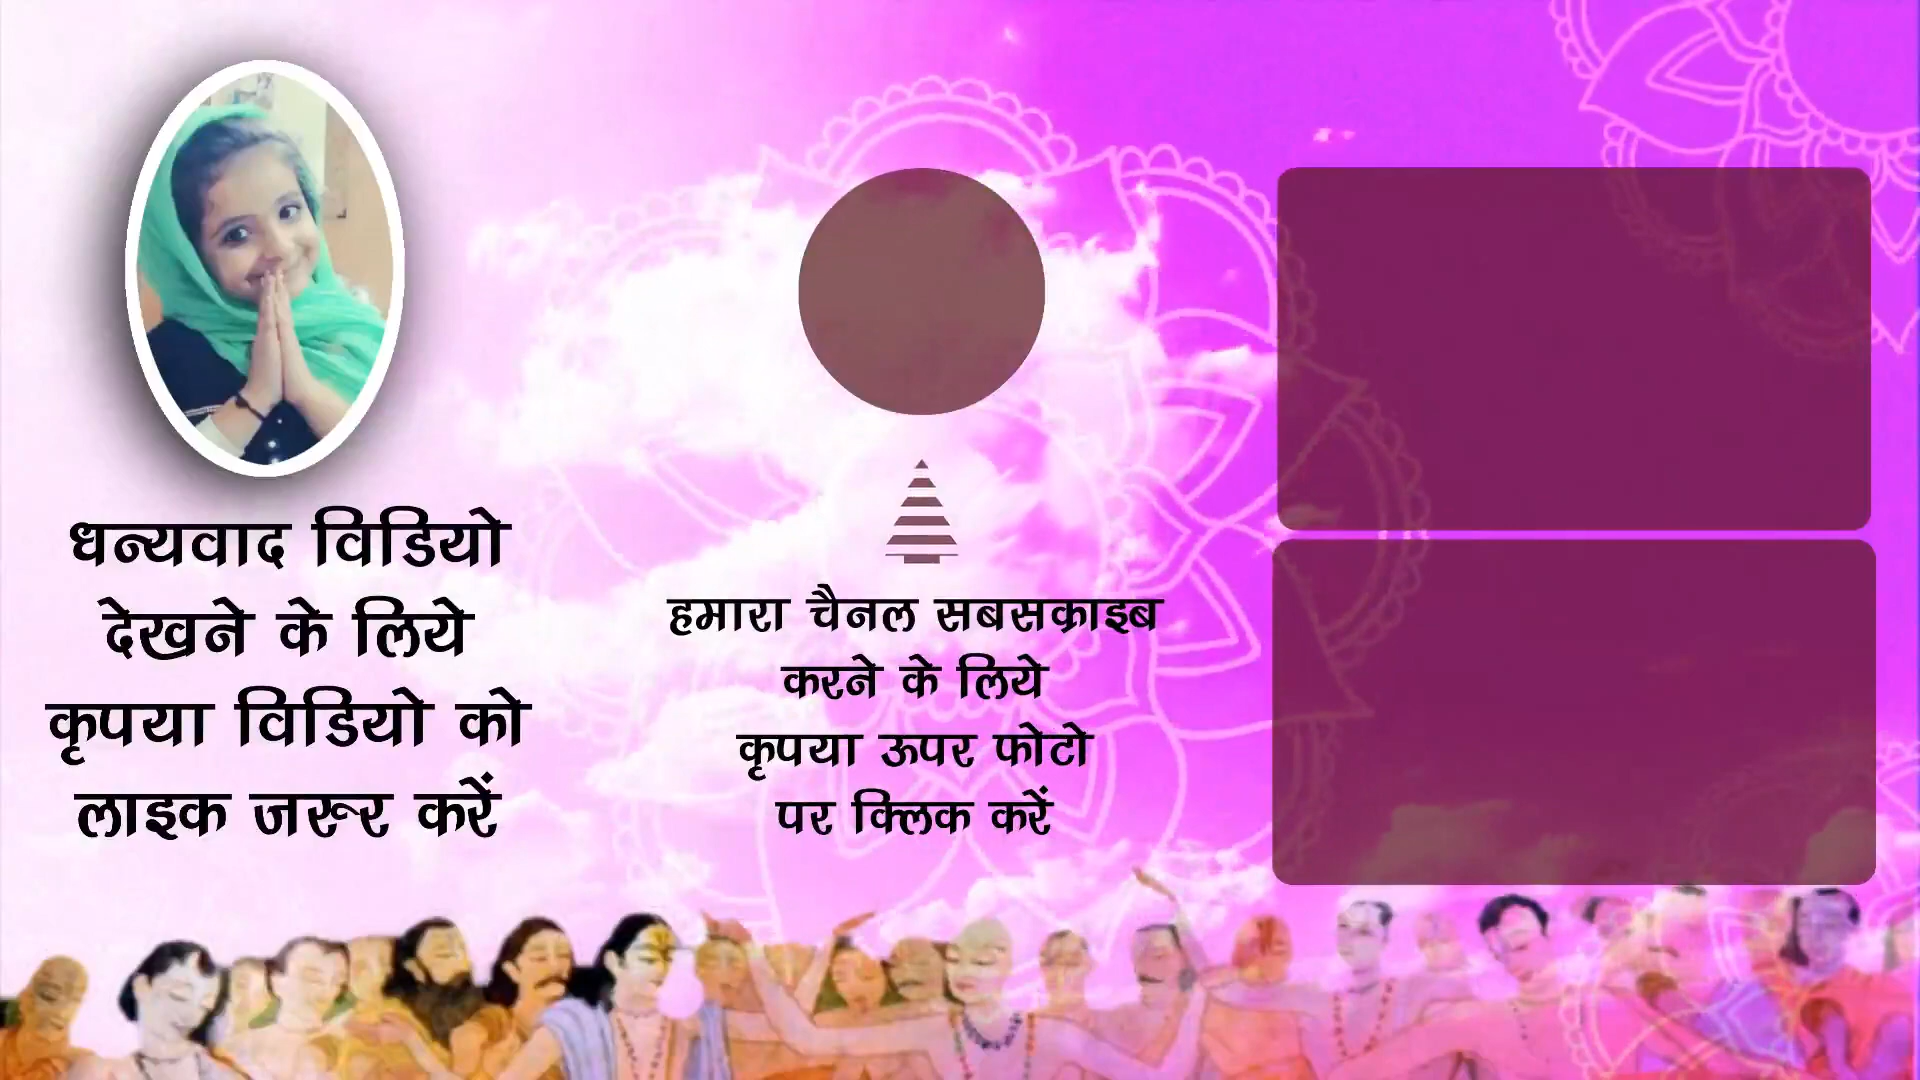 धन्यवाद विडियो
देखने के लिये
कृपया विडियो को
लाइक जरूर करें
हमारा चैनल सबसक्राइब
करने के लिये
कृपया ऊपर फोटो
पर क्लिक करें